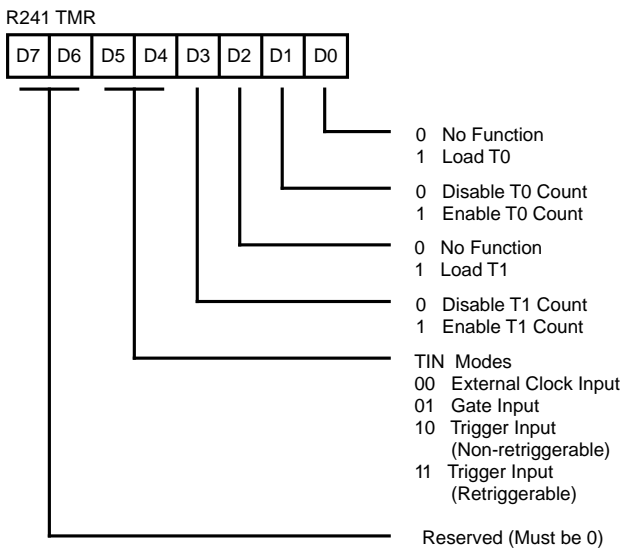 R241 TMR
D7 D6 D5 D4 D3 D2 D1 D0
0 No Function
1 Load T0
0 Disable T0 Count
1 Enable T0 Count
0 No Function
1 Load T1
0 Disable T1 Count
1 Enable T1 Count
TIN Modes
00 External Clock Input
01 Gate Input
10 Trigger Input
(Non-retriggerable)
11 Trigger Input
(Retriggerable)
Reserved (Must be 0)